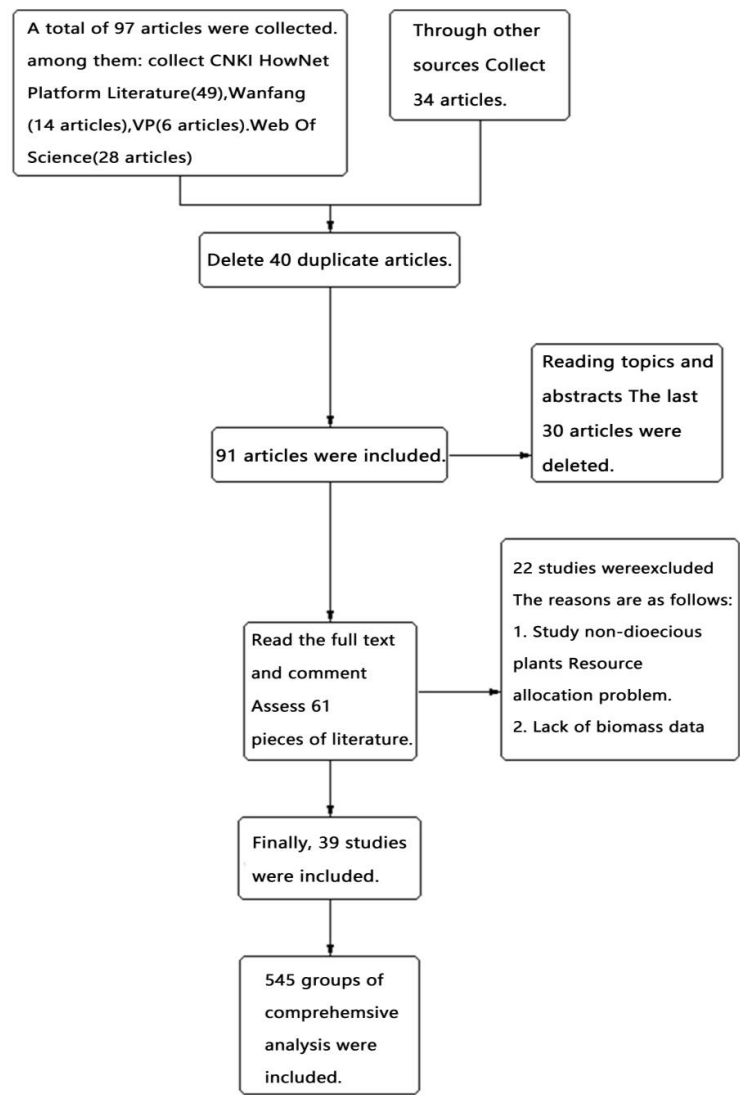 A total of 97 articles were collected.
among them: collect CNKI HowNet
Platform Literature(49),Wanfang
(14 articles),VP(6 articles).Web Of
Science(28 articles)
Through other
sources Collect
34 articles.
Delete 40 duplicate articles.
Reading topics and
abstracts The last
30 articles were
deleted.
91 articles were included.
22 studies wereexcluded
The reasons are as follows:
1. Study non-dioecious
plants Resource
allocation problem.
2. Lack of biomass data
Read the full text
and comment
Assess 61
pieces of literature.
Finally, 39 studies
were included.
545 groups of
comprehemsive
analysis were
included.